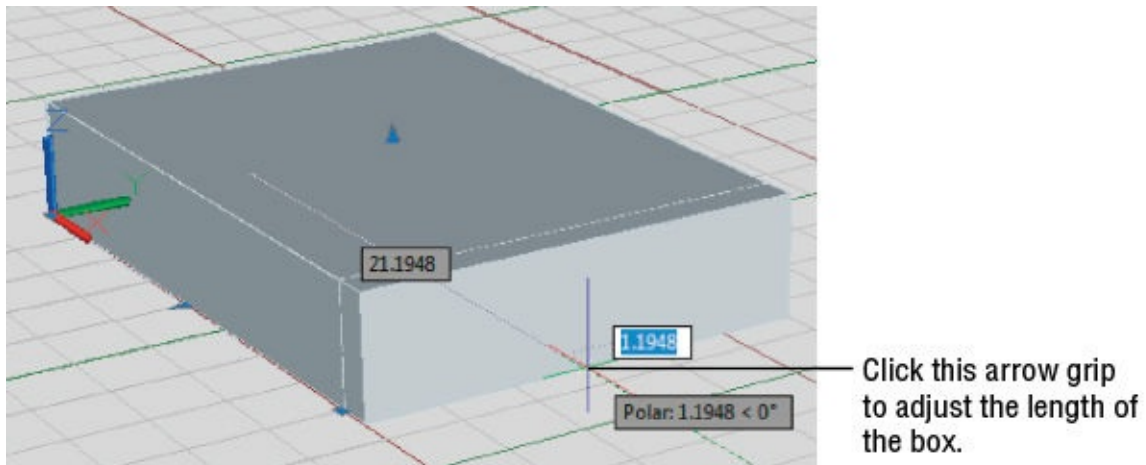 Z
Y
X
21.1948
1.1948
Polar: 1.1948 < 0°
Click this arrow grip
to adjust the length of
the box.